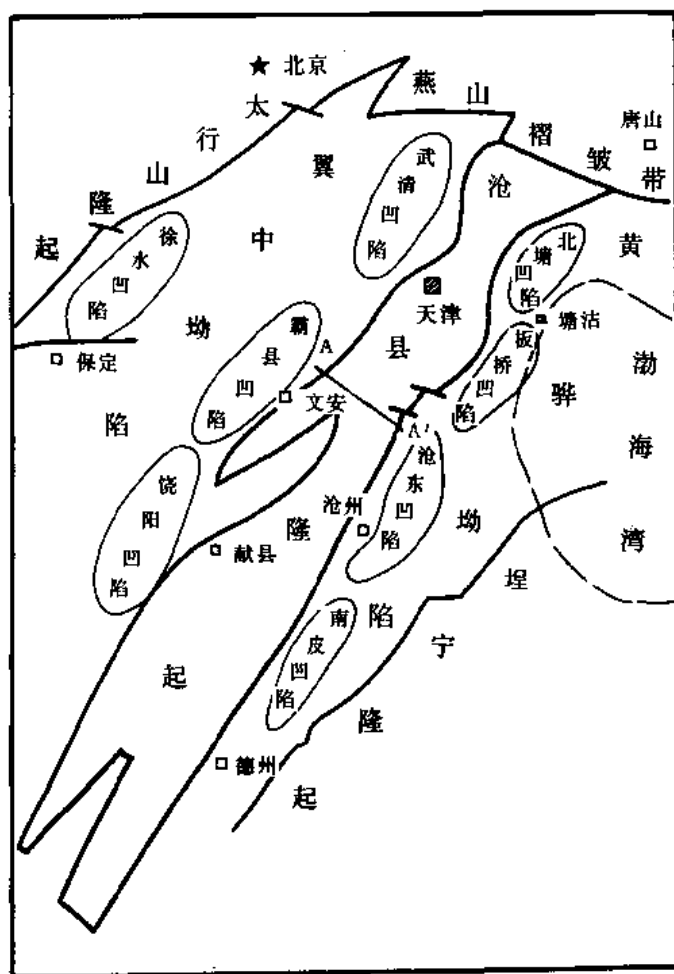 北京
太行山隆起
燕山褶皱带
唐山
翼中坳陷
武清凹陷
徐水凹陷
沧县隆起
黄骅坳陷
北塘凹陷
天津
塘沽
渤海湾
板桥凹陷
保定
霸县凹陷
A
文安
A'
沧东凹陷
饶阳凹陷
沧州
献县
埕宁隆起
南皮凹陷
德州